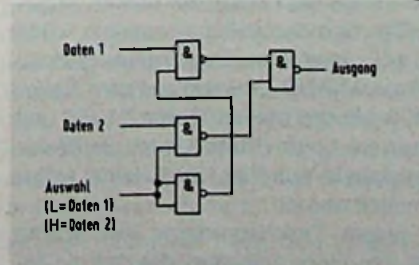 Daten 1
&
&
Ausgang
Daten 2
&
Auswahl
(L=Daten 1)
(H=Daten 2)
&